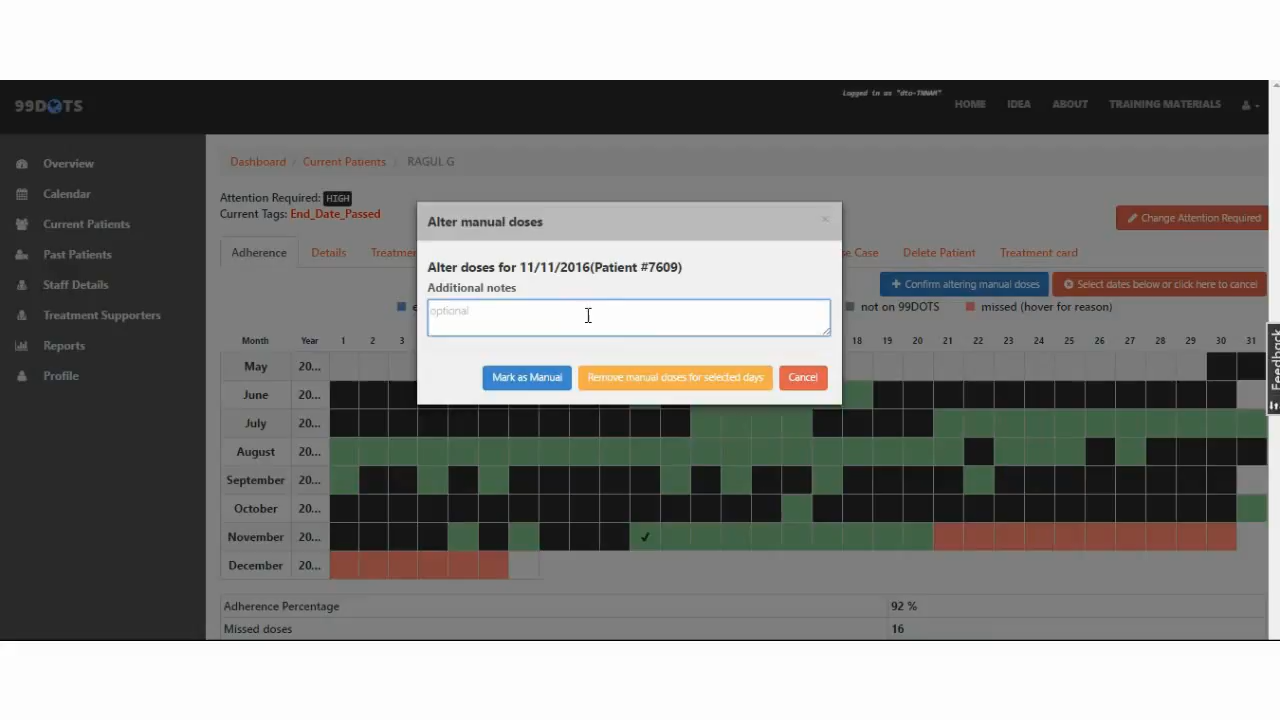 99DOTS
Logged in as "dto-TNNAM"
HOME IDEA ABOUT TRAINING MATERIALS
Overview
Calendar
Current Patients
Past Patients
Staff Details
Treatment Supporters
Reports
Profile
Dashboard / Current Patients / RAGUL.G
Attention Required: HIGH
Current Tags: End_Date_Passed
Change Attention Required
Adherence Details Treatmen se Case Delete Patient Treatment card
Confirm altering manual doses Select dates below or click here to cancel
not on 99DOTS missed (hover for reason)
Alter manual doses
×
Alter doses for 11/11/2016(Patient #7609)
Additional notes
optional
Mark as Manual Remove manual doses for selected days Cancel
Month Year 1 2 3 18 19 20 21 22 23 24 25 26 27 28 29 30 31
May 20...
June 20...
July 20...
August 20...
September 20...
October 20...
November 20... ✓
December 20...
Adherence Percentage 92 %
Missed doses 16
Feedback